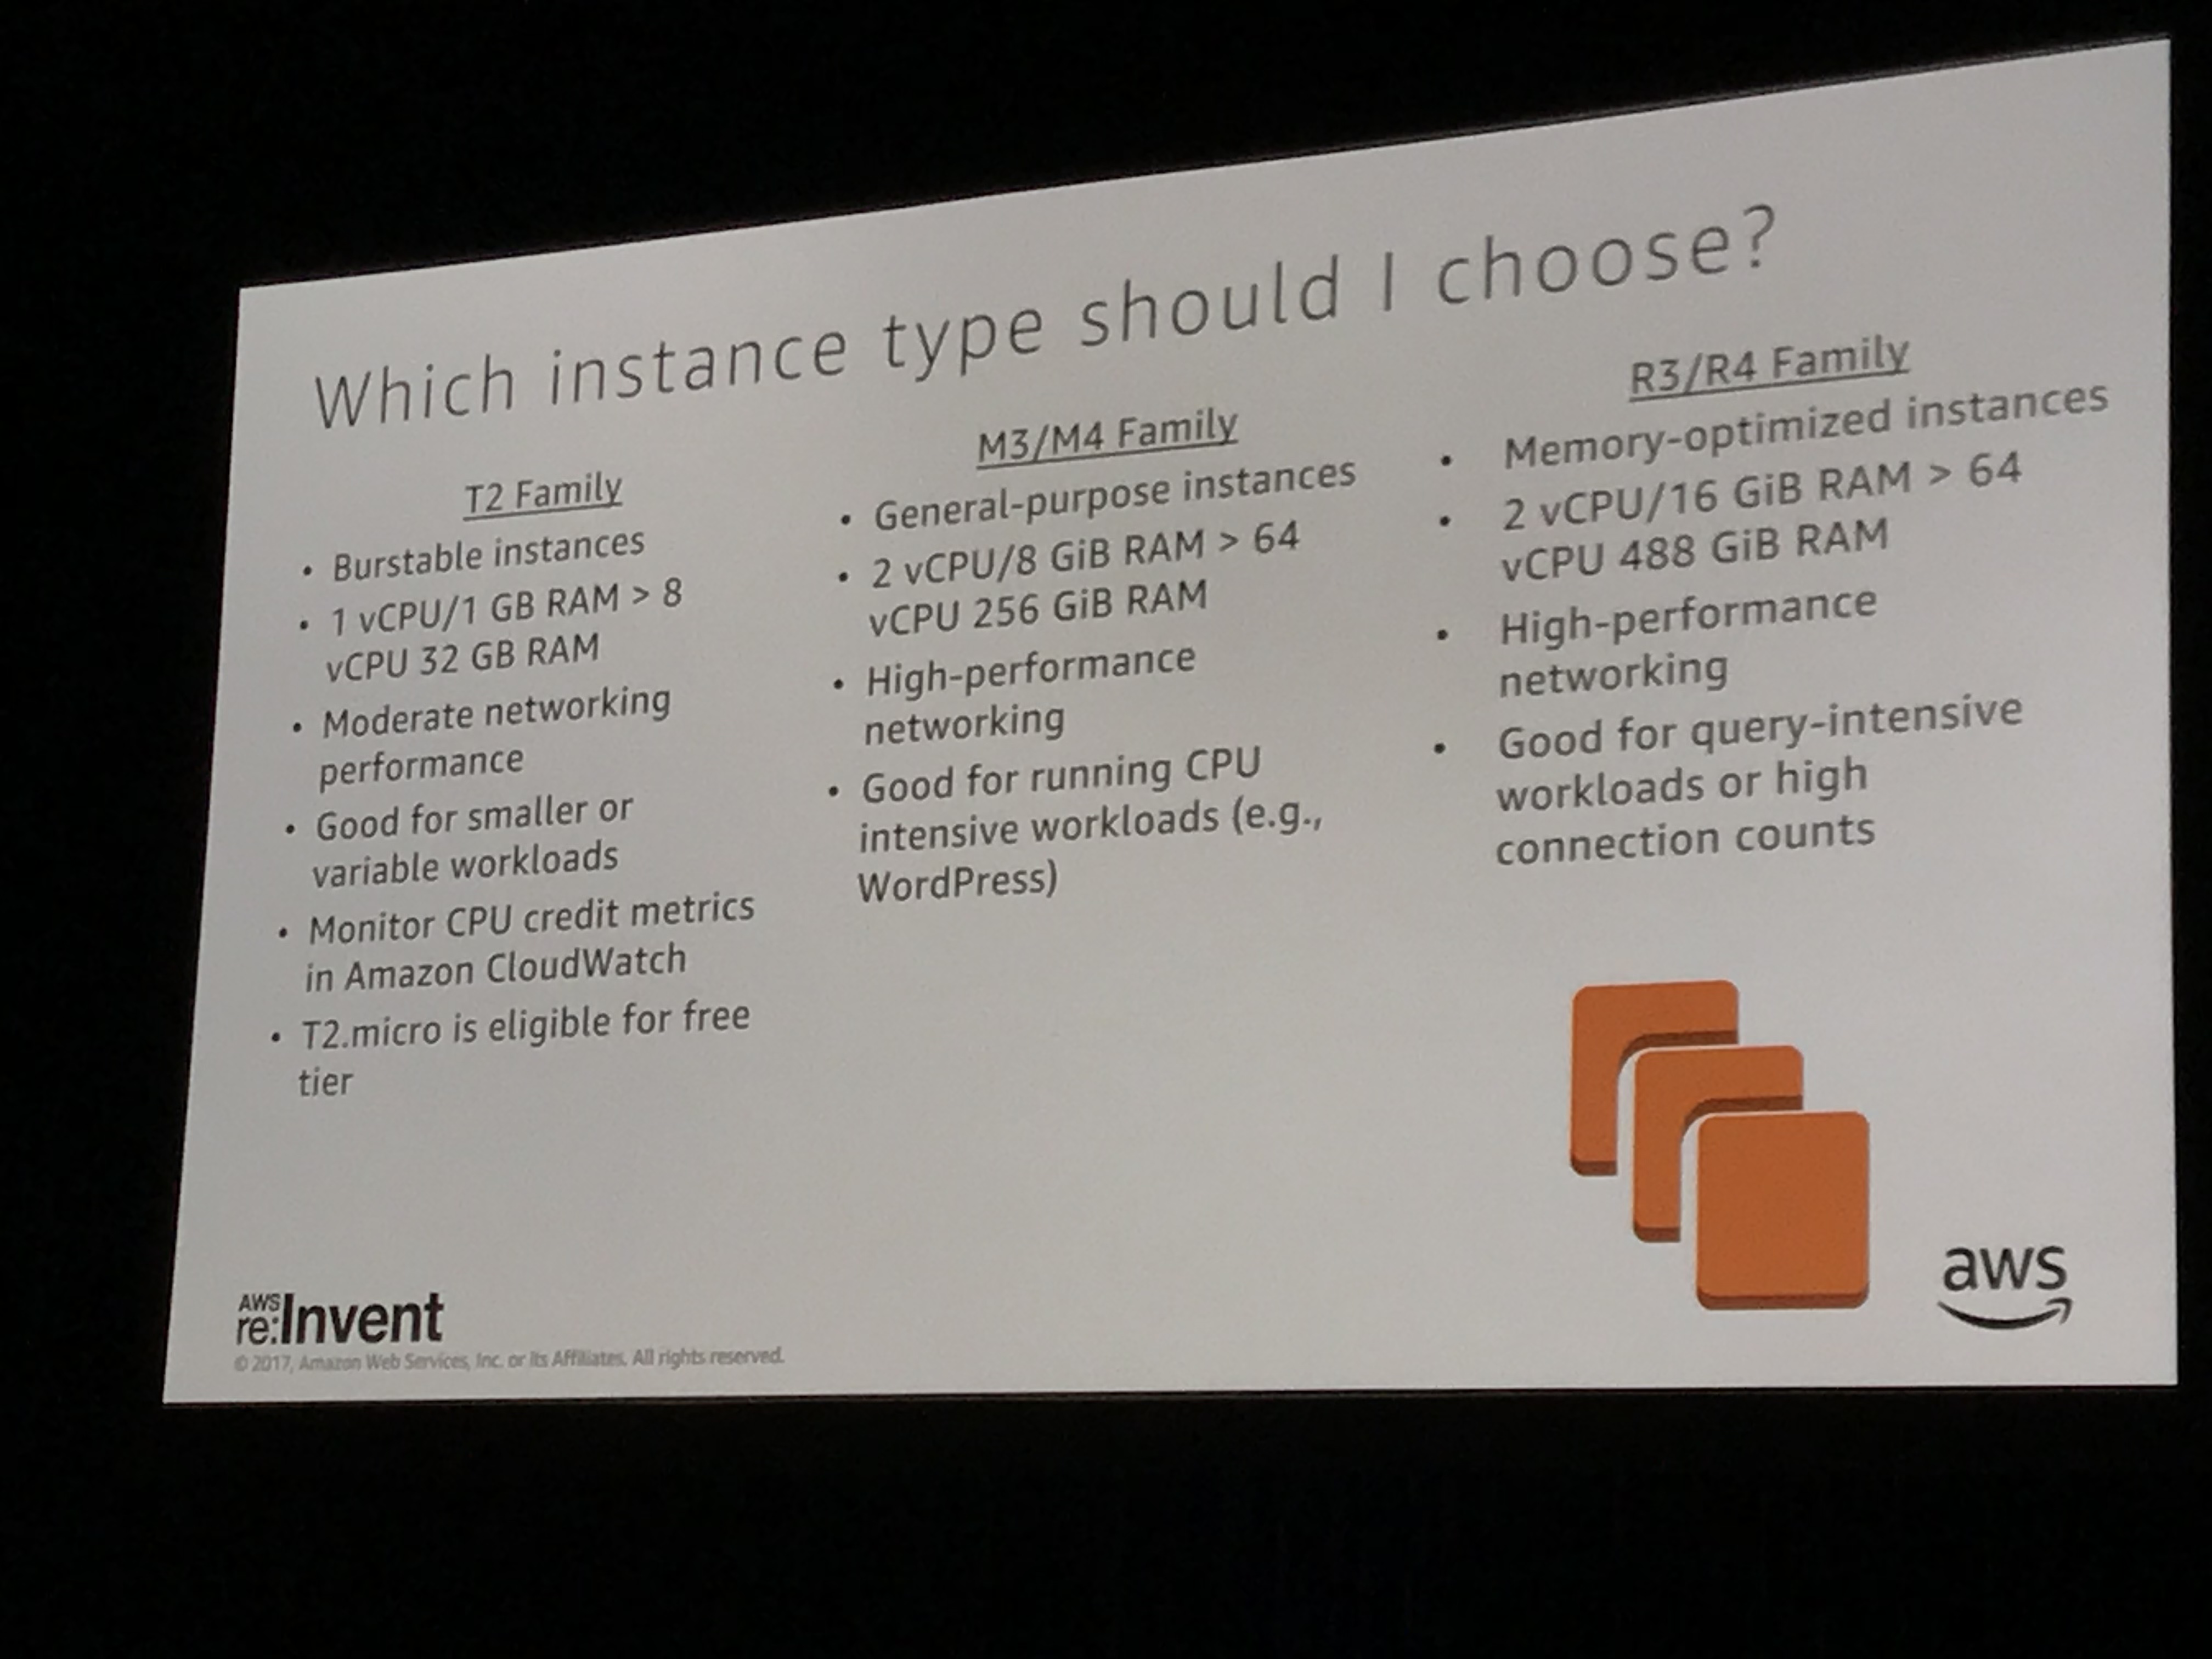 Which instance type should I choose?
T2 Family
• Burstable instances
• 1 vCPU/1 GB RAM > 8
vCPU 32 GB RAM
• Moderate networking
performance
• Good for smaller or
variable workloads
• Monitor CPU credit metrics
in Amazon CloudWatch
• T2.micro is eligible for free
tier
M3/M4 Family
• General-purpose instances
• 2 vCPU/8 GiB RAM > 64
vCPU 256 GiB RAM
• High-performance
networking
• Good for running CPU
intensive workloads (e.g.,
WordPress)
R3/R4 Family
• Memory-optimized instances
• 2 vCPU/16 GiB RAM > 64
vCPU 488 GiB RAM
• High-performance
networking
• Good for query-intensive
workloads or high
connection counts
AWS
re:Invent
© 2017, Amazon Web Services, Inc. or its Affiliates. All rights reserved.
aws